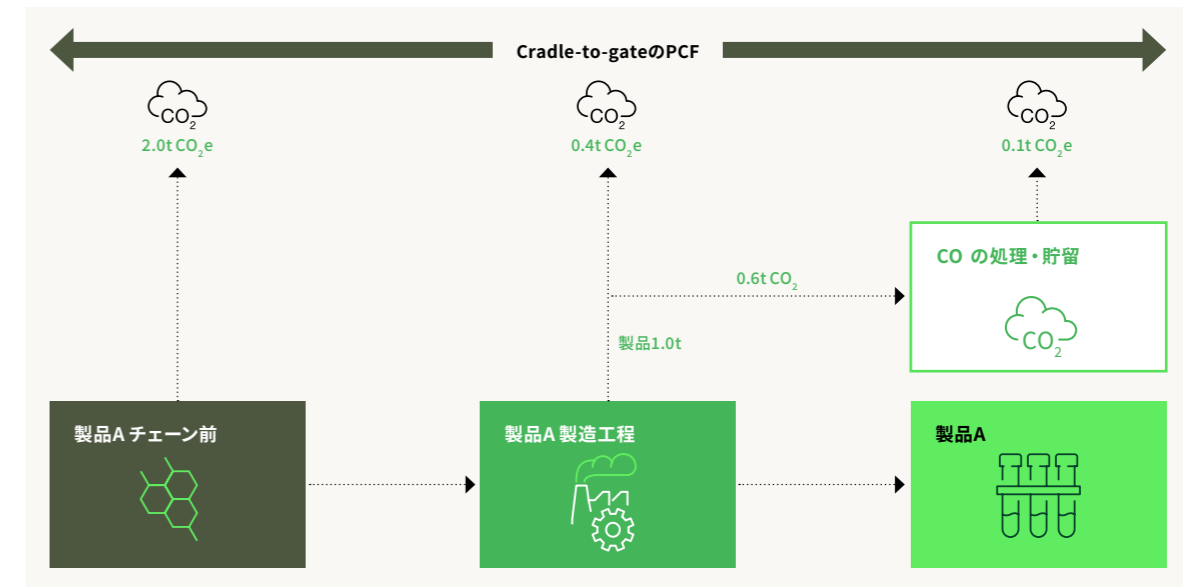 Cradle-to-gateのPCF
CO₂
CO₂
CO₂
2.0t CO₂e
0.4t CO₂e
0.1t CO₂e
CO の処理・貯留
0.6t CO₂
CO₂
製品1.0t
製品A チェーン前
製品A 製造工程
製品A